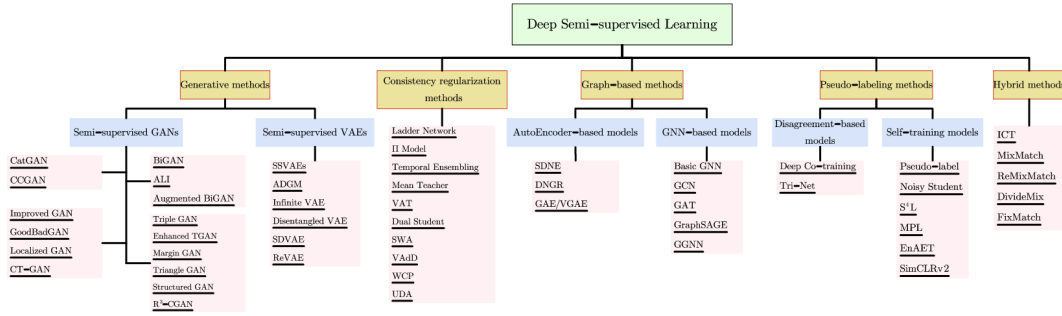 Deep Semi-supervised Learning
Generative methods
Consistency regularization
methods
Graph-based methods
Pseudo-labeling methods
Hybrid methods
Semi-supervised GANs
Semi-supervised VAEs
AutoEncoder-based models
GNN-based models
Disagreement-based
models
Self-training models
CatGAN
CCGAN
BiGAN
ALI
Augmented BiGAN
Improved GAN
GoodBadGAN
Localized GAN
CT-GAN
Triple GAN
Enhanced TGAN
Margin GAN
Triangle GAN
Structured GAN
R³-CGAN
SSVAEs
ADGM
Infinite VAE
Disentangled VAE
SDVAE
ReVAE
Ladder Network
Π Model
Temporal Ensembling
Mean Teacher
VAT
Dual Student
SWA
VAdD
WCP
UDA
SDNE
DNGR
GAE/VGAE
Basic GNN
GCN
GAT
GraphSAGE
GGNN
Deep Co-training
Tri-Net
Pseudo-label
Noisy Student
S⁴L
MPL
EnAET
SimCLRv2
ICT
MixMatch
ReMixMatch
DivideMix
FixMatch